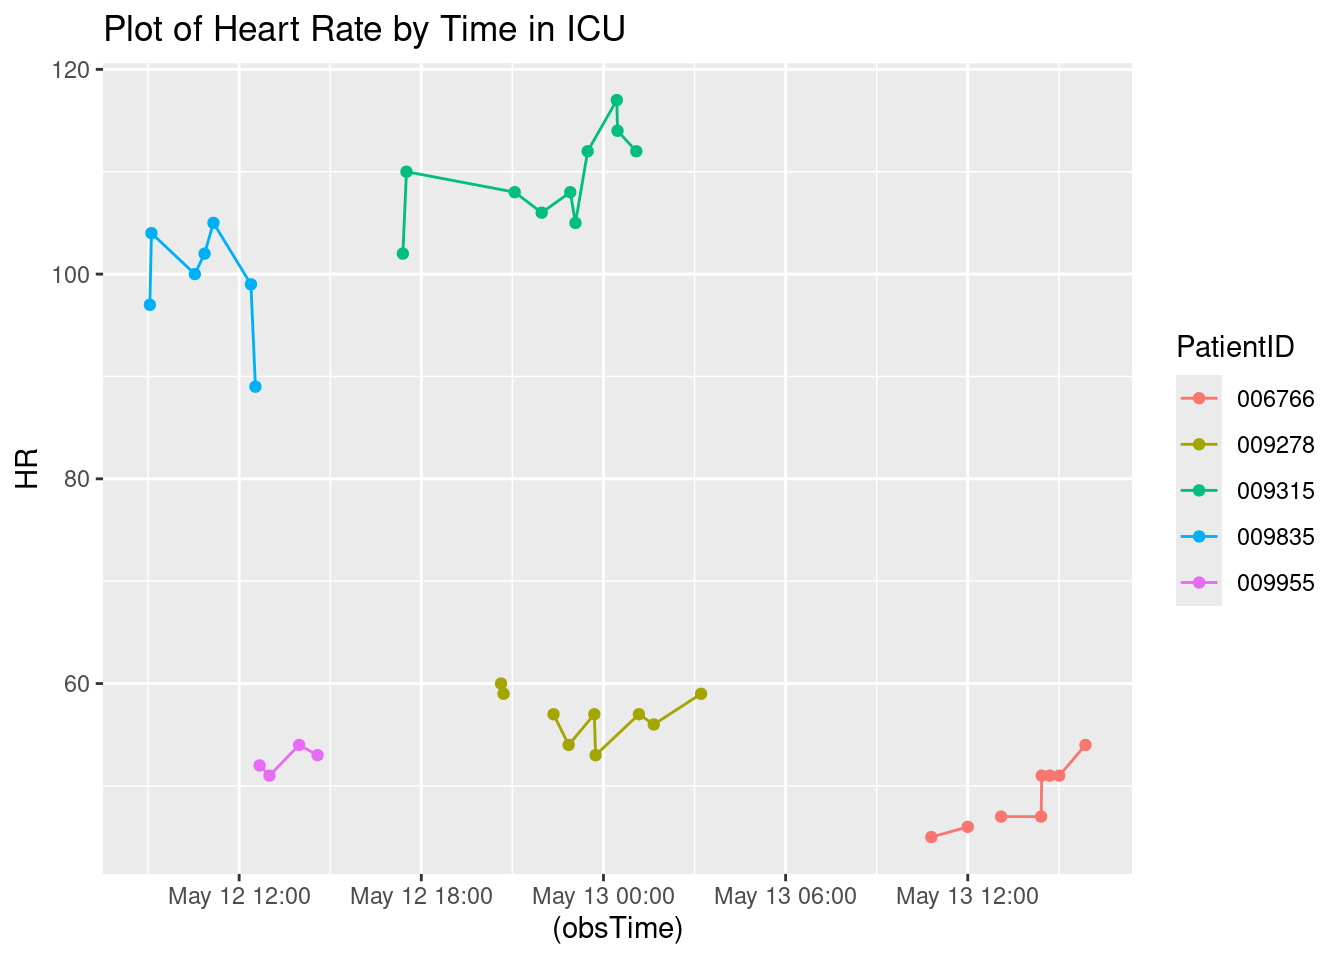 Plot of Heart Rate by Time in ICU
120
100
80
60
HR
May 12 12:00
May 12 18:00
May 13 00:00
May 13 06:00
May 13 12:00
(obsTime)
PatientID
006766
009278
009315
009835
009955